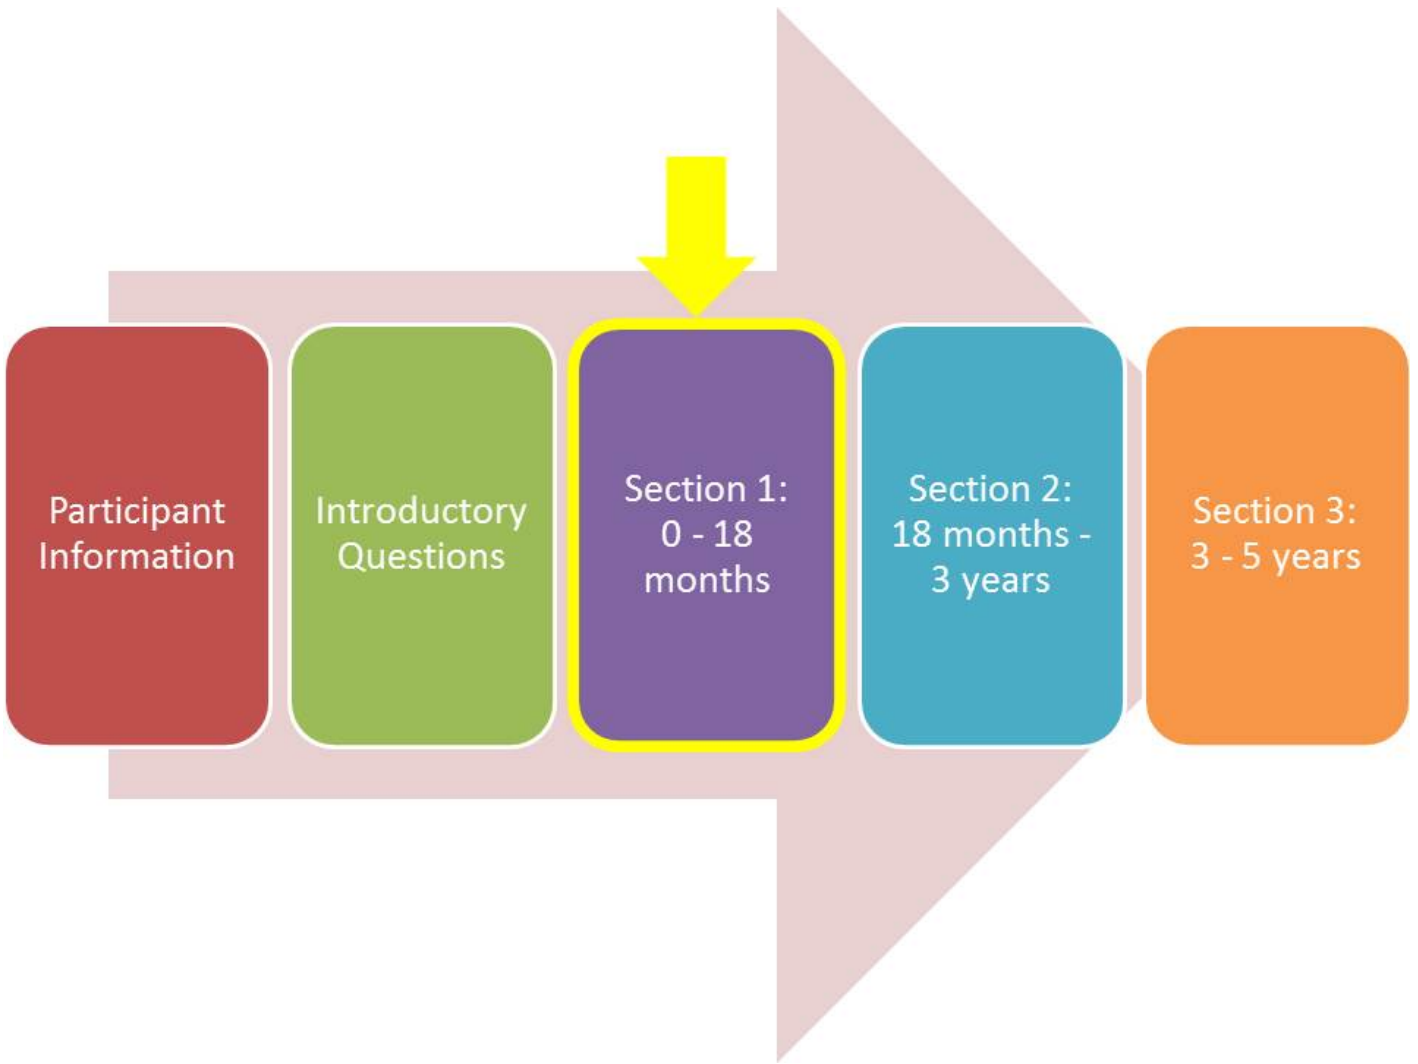 Participant
Information
Introductory
Questions
Section 1:
0 - 18
months
Section 2:
18 months -
3 years
Section 3:
3 - 5 years